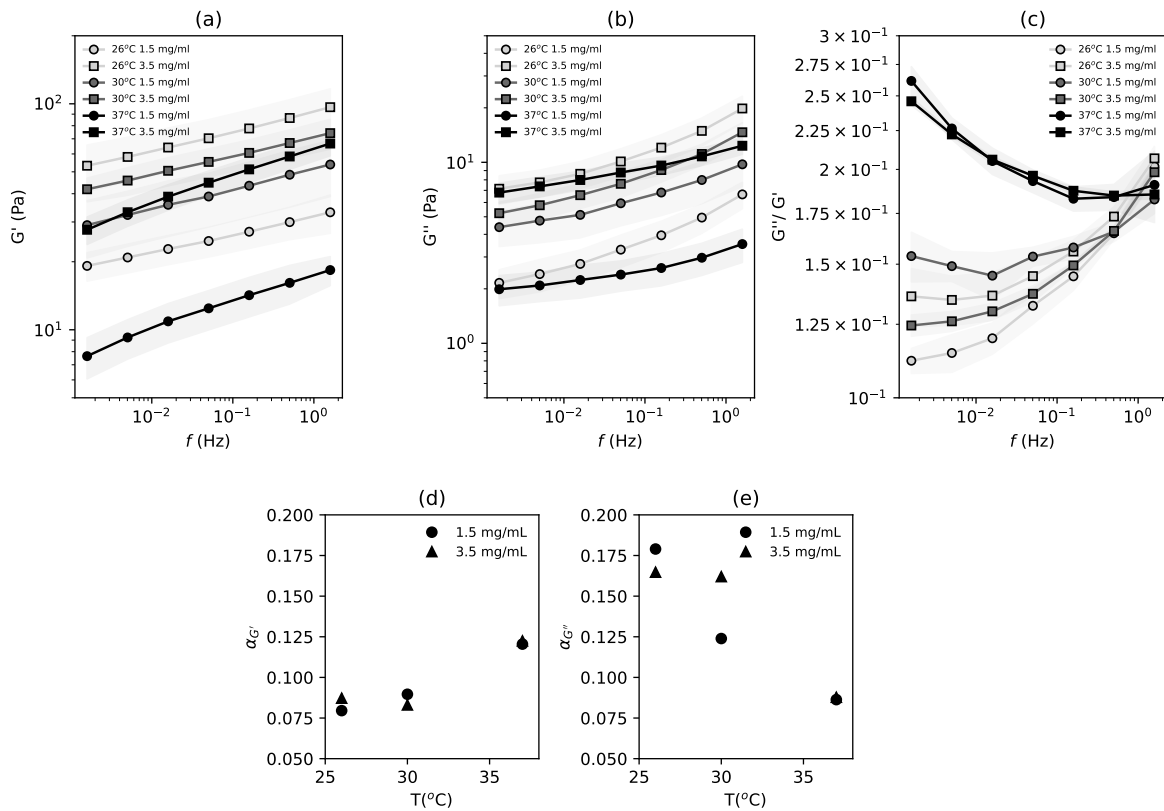 (a)
10²
10¹
G' (Pa)
26°C 1.5 mg/ml
26°C 3.5 mg/ml
30°C 1.5 mg/ml
30°C 3.5 mg/ml
37°C 1.5 mg/ml
37°C 3.5 mg/ml
10⁻² 10⁻¹ 10⁰
f (Hz)
(b)
10¹
10⁰
G'' (Pa)
26°C 1.5 mg/ml
26°C 3.5 mg/ml
30°C 1.5 mg/ml
30°C 3.5 mg/ml
37°C 1.5 mg/ml
37°C 3.5 mg/ml
10⁻² 10⁻¹ 10⁰
f (Hz)
(c)
3 × 10⁻¹
2.75 × 10⁻¹
2.5 × 10⁻¹
2.25 × 10⁻¹
2 × 10⁻¹
1.75 × 10⁻¹
1.5 × 10⁻¹
1.25 × 10⁻¹
10⁻¹
G''/ G'
26°C 1.5 mg/ml
26°C 3.5 mg/ml
30°C 1.5 mg/ml
30°C 3.5 mg/ml
37°C 1.5 mg/ml
37°C 3.5 mg/ml
10⁻² 10⁻¹ 10⁰
f (Hz)
(d)
0.200
0.175
0.150
0.125
0.100
0.075
0.050
α_G'
1.5 mg/mL
3.5 mg/mL
25 30 35
T(°C)
(e)
0.200
0.175
0.150
0.125
0.100
0.075
0.050
α_G''
1.5 mg/mL
3.5 mg/mL
25 30 35
T(°C)